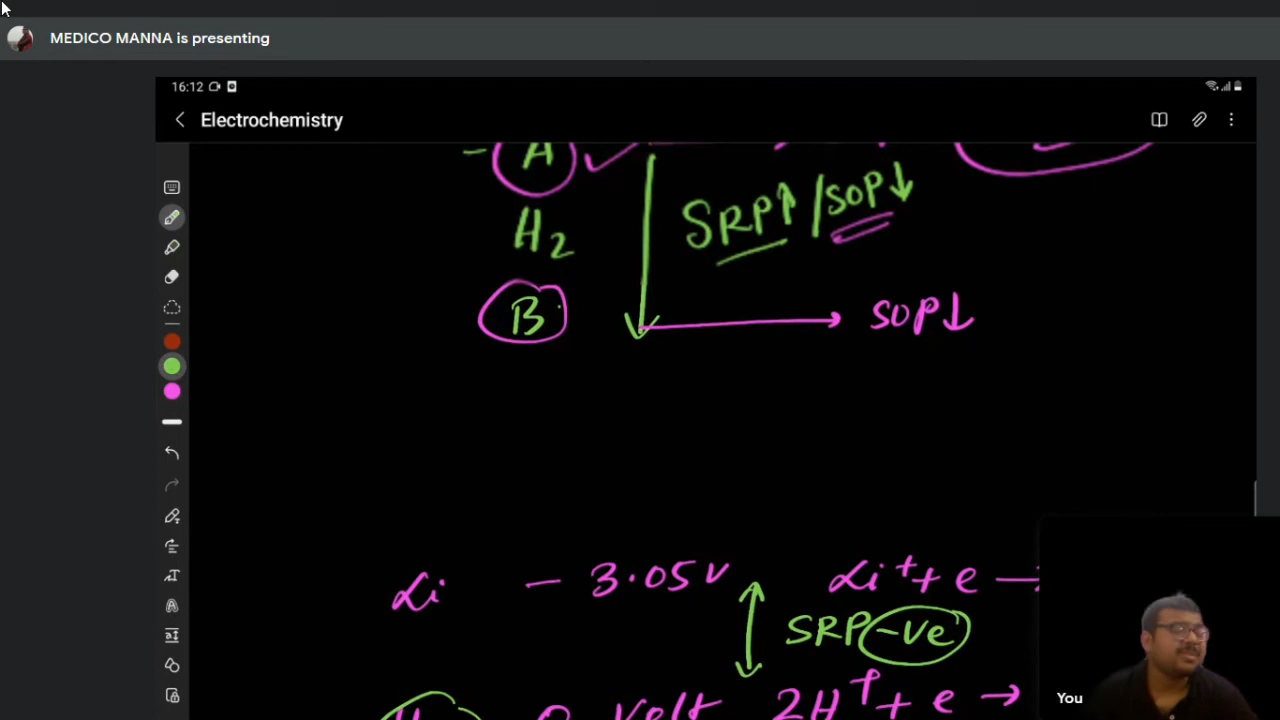 MEDICO MANNA is presenting
16:12
Electrochemistry
- A ✓
SRP↑ / SOP↓
H2
B → SOP↓
Li - 3.05 v Li+ + e —
SRP -ve
0 Volt 2H+ + e →
You